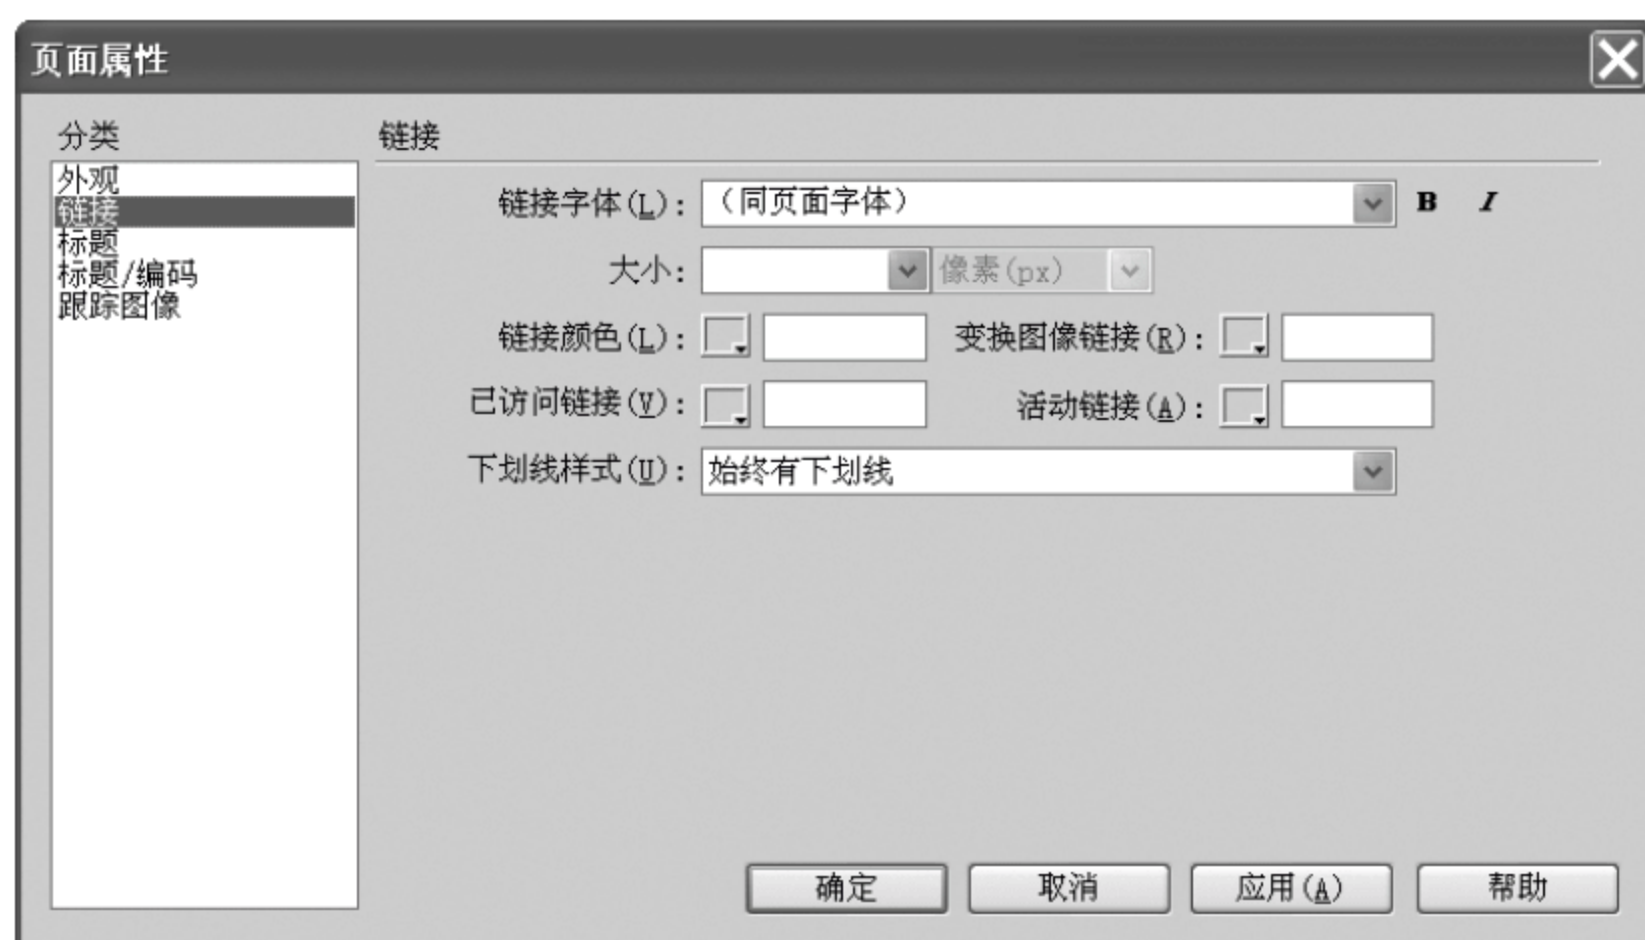 页面属性
分类
外观
链接
标题
标题/编码
跟踪图像
链接
链接字体(L): (同页面字体) B I
大小: 像素(px)
链接颜色(L): 变换图像链接(R):
已访问链接(V): 活动链接(A):
下划线样式(U): 始终有下划线
确定 取消 应用(A) 帮助